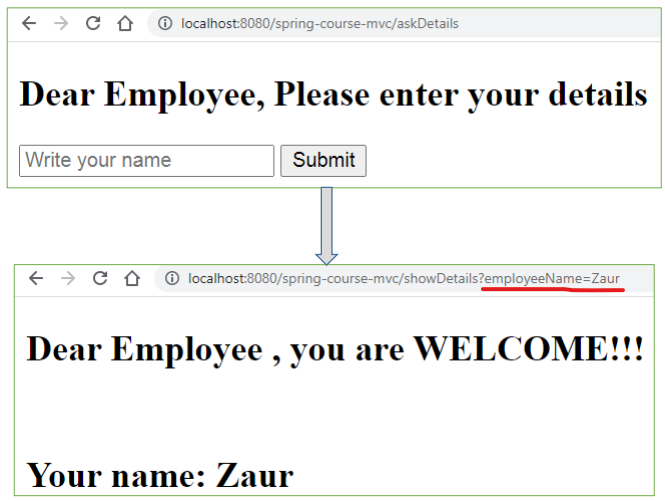 localhost:8080/spring-course-mvc/askDetails
Dear Employee, Please enter your details
Write your name Submit
localhost:8080/spring-course-mvc/showDetails?employeeName=Zaur
Dear Employee , you are WELCOME!!!
Your name: Zaur